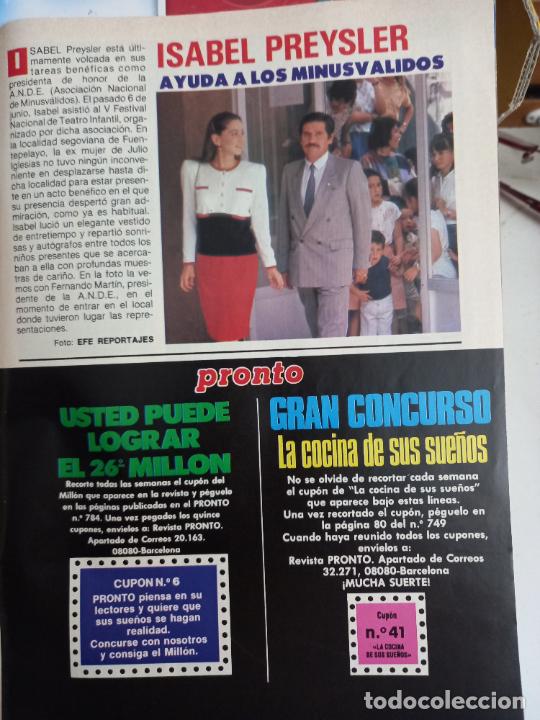 ISABEL PREYSLER
AYUDA A LOS MINUSVALIDOS
ISABEL Preysler está últi-
mamente volcada en sus
tareas benéficas como
presidenta de honor de la
A.N.D.E. (Asociación Nacional
de Minusválidos). El pasado 6 de
junio, Isabel asistió al V Festival
Nacional de Teatro Infantil, orga-
nizado por dicha asociación. En
la localidad segoviana de Fuen-
tepelayo, la ex mujer de Julio
Iglesias no tuvo ningún inconve-
niente en desplazarse hasta di-
cha localidad para estar presen-
te en un acto benéfico en el que
su presencia despertó gran ad-
miración, como ya es habitual.
Isabel lució un elegante vestido
de entretiempo y repartió sonri-
sas y autógrafos entre todos los
niños presentes que se acerca-
ban a ella con profundas mues-
tras de cariño. En la foto la ve-
mos con Fernando Martín, presi-
dente de la A.N.D.E., en el
momento de entrar en el local
donde tuvieron lugar las repre-
sentaciones.
Foto: EFE REPORTAJES
pronto
USTED PUEDE
LOGRAR
EL 26º MILLON
Recorte todas las semanas el cupón del
Millón que aparece en la revista y péguelo
en las páginas publicadas en el PRONTO
n.º 784. Una vez pegados los quince
cupones, envíelos a: Revista PRONTO.
Apartado de Correos 20.163.
08080-Barcelona
CUPON N.º 6
PRONTO piensa en su
lectores y quiere que
sus sueños se hagan
realidad.
Concurse con nosotros
y consiga el Millón.
GRAN CONCURSO
La cocina de sus sueños
No se olvide de recortar cada semana
el cupón de "La cocina de sus sueños"
que aparece bajo estas líneas.
Una vez recortado el cupón, péguelo en
la página 80 del n.º 749
Cuando haya reunido todos los cupones,
envíelos a:
Revista PRONTO. Apartado de Correos
32.271, 08080-Barcelona
¡MUCHA SUERTE!
Cupón
n.º 41
«LA COCINA
DE SUS SUEÑOS»
todocoleccion
todocoleccion.net